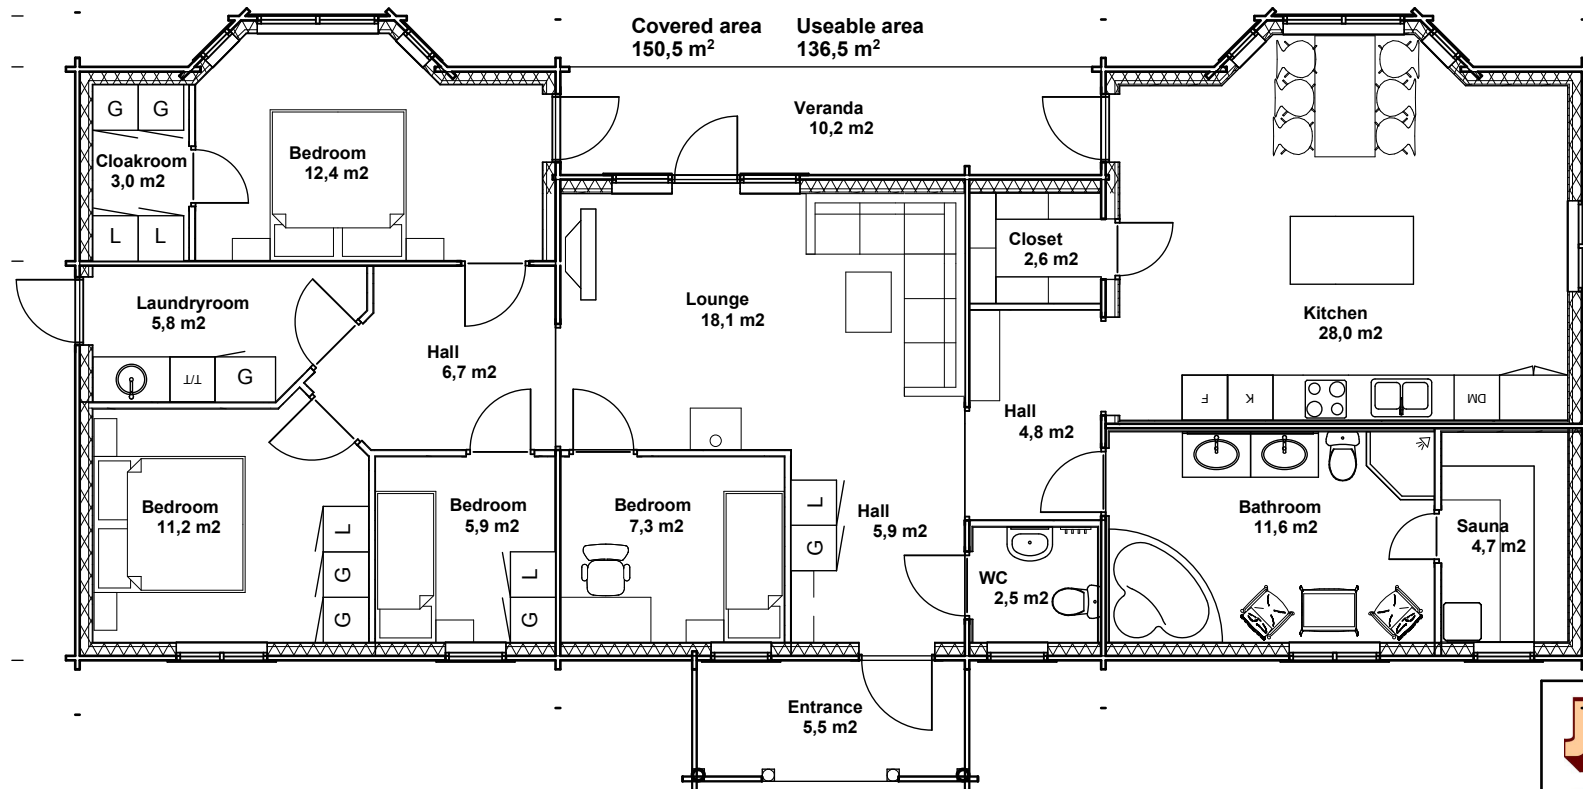 Covered area
150,5 m²
Useable area
136,5 m²
Veranda
10,2 m2
G G
Cloakroom
3,0 m2
L L
Bedroom
12,4 m2
Closet
2,6 m2
Laundryroom
5,8 m2
T/T
G
Hall
6,7 m2
Lounge
18,1 m2
Kitchen
28,0 m2
F K DM
Hall
4,8 m2
Bedroom
11,2 m2
L
G
G
Bedroom
5,9 m2
L
G
Bedroom
7,3 m2
L
G
Hall
5,9 m2
WC
2,5 m2
Bathroom
11,6 m2
Sauna
4,7 m2
Entrance
5,5 m2